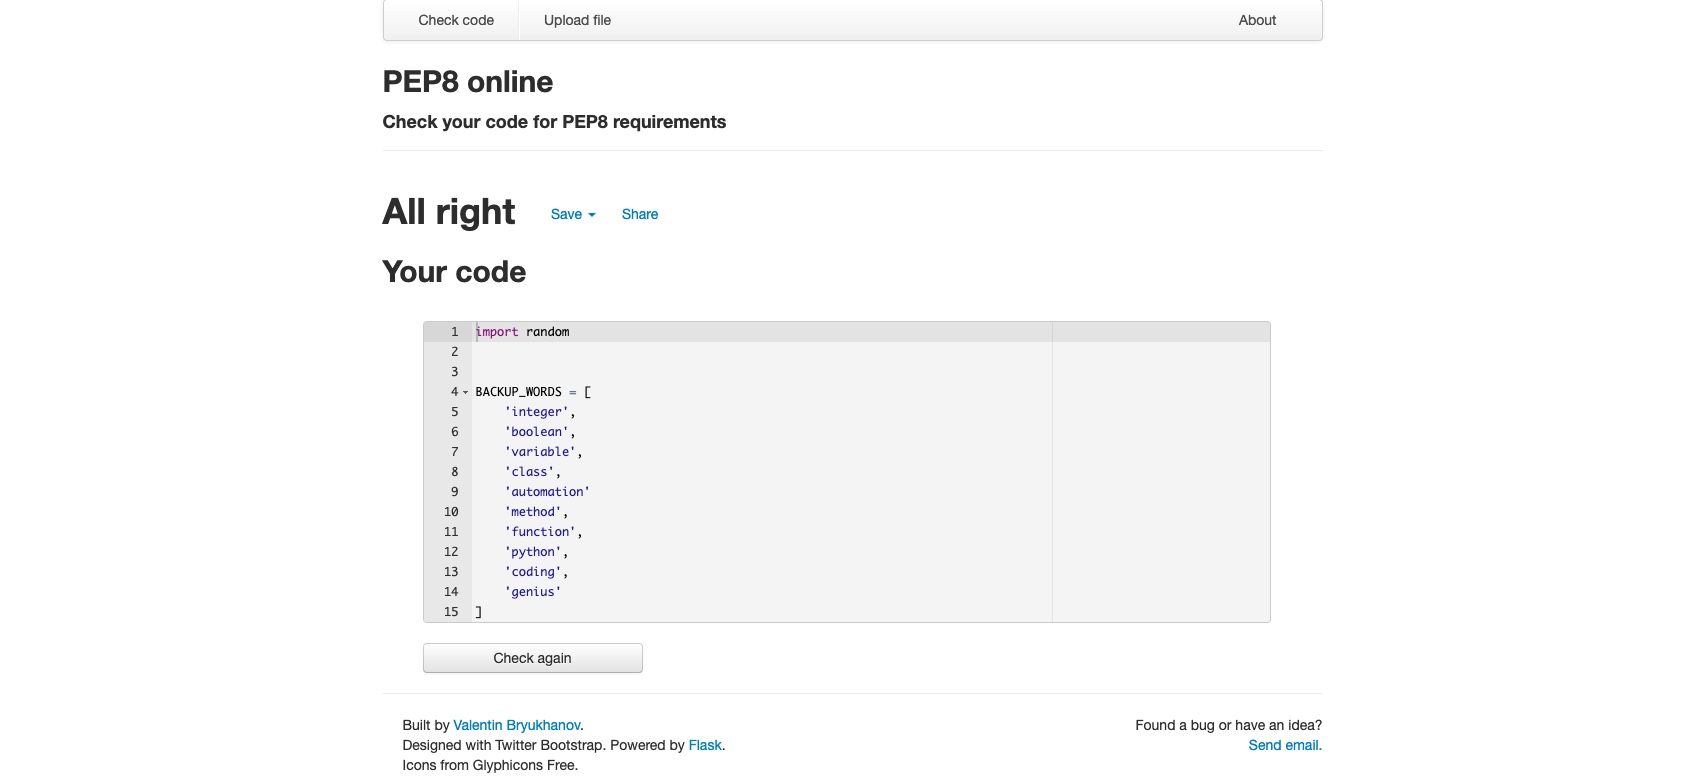 Check code Upload file About
PEP8 online
Check your code for PEP8 requirements
All right Save Share
Your code
1 import random
2
3
4 BACKUP_WORDS = [
5     'integer',
6     'boolean',
7     'variable',
8     'class',
9     'automation'
10     'method',
11     'function',
12     'python',
13     'coding',
14     'genius'
15 ]
Check again
Built by Valentin Bryukhanov. Found a bug or have an idea?
Designed with Twitter Bootstrap. Powered by Flask. Send email.
Icons from Glyphicons Free.